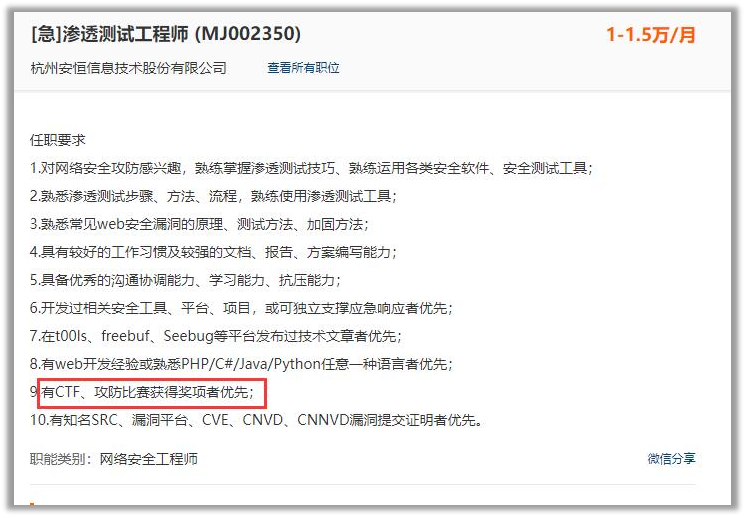 [急]渗透测试工程师 (MJ002350)
1-1.5万/月
杭州安恒信息技术股份有限公司 查看所有职位
任职要求
1.对网络安全攻防感兴趣，熟练掌握渗透测试技巧、熟练运用各类安全软件、安全测试工具；
2.熟悉渗透测试步骤、方法、流程，熟练使用渗透测试工具；
3.熟悉常见web安全漏洞的原理、测试方法、加固方法；
4.具有较好的工作习惯及较强的文档、报告、方案编写能力；
5.具备优秀的沟通协调能力、学习能力、抗压能力；
6.开发过相关安全工具、平台、项目，或可独立支撑应急响应者优先；
7.在t00ls、freebuf、Seebug等平台发布过技术文章者优先；
8.有web开发经验或熟悉PHP/C#/Java/Python任意一种语言者优先；
9.有CTF、攻防比赛获得奖项者优先；
10.有知名SRC、漏洞平台、CVE、CNVD、CNNVD漏洞提交证明者优先。
职能类别：网络安全工程师
微信分享